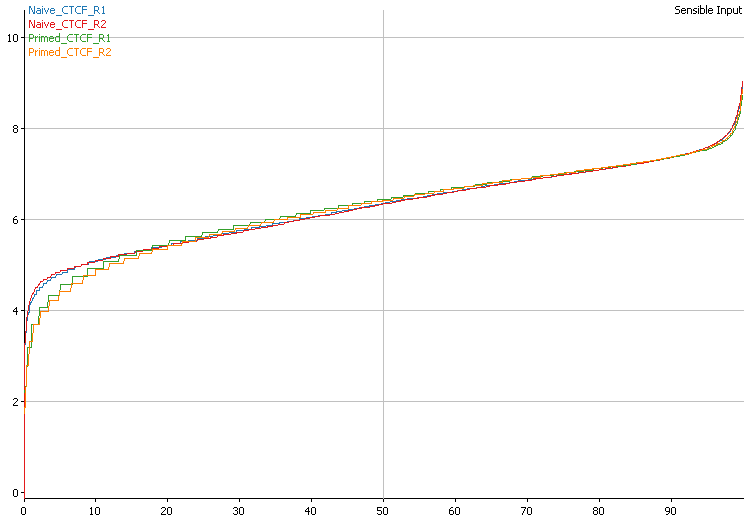 Naive_CTCF_R1
Sensible Input
Naive_CTCF_R2
Primed_CTCF_R1
10
Primed_CTCF_R2
8
6
4
2
0
0 10 20 30 40 50 60 70 80 90